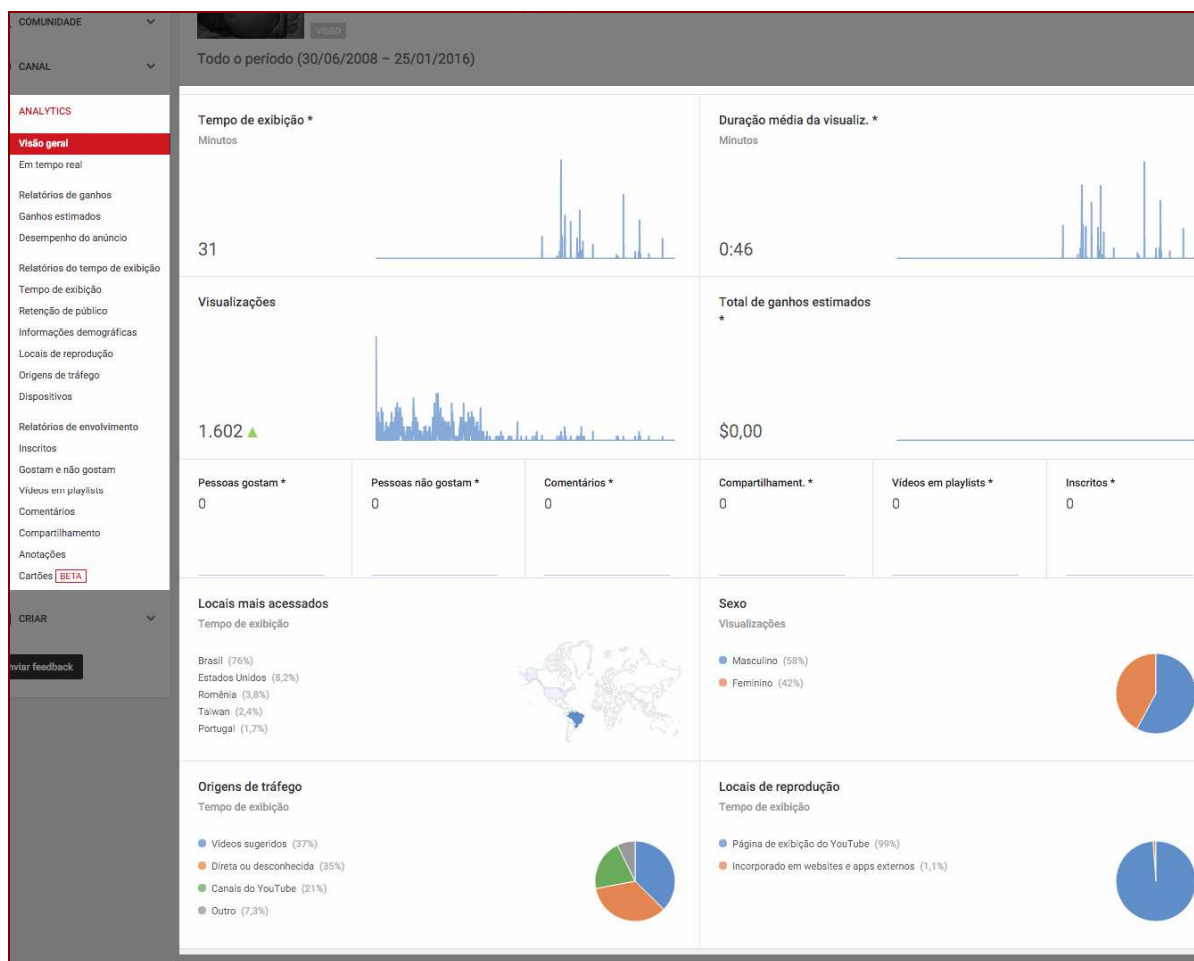 COMUNIDADE
VÍDEO
Todo o período (30/06/2008 – 25/01/2016)
CANAL
ANALYTICS
Visão geral
Em tempo real
Relatórios de ganhos
Ganhos estimados
Desempenho do anúncio
Relatórios do tempo de exibição
Tempo de exibição
Retenção de público
Informações demográficas
Locais de reprodução
Origens de tráfego
Dispositivos
Relatórios de envolvimento
Inscritos
Gostam e não gostam
Vídeos em playlists
Comentários
Compartilhamento
Anotações
Cartões BETA
CRIAR
nviar feedback
Tempo de exibição *
Minutos
31
Duração média da visualiz. *
Minutos
0:46
Visualizações
1.602
Total de ganhos estimados
*
$0,00
Pessoas gostam *
0
Pessoas não gostam *
0
Comentários *
0
Compartilhament. *
0
Vídeos em playlists *
0
Inscritos *
0
Locais mais acessados
Tempo de exibição
Brasil (76%)
Estados Unidos (8,2%)
Romênia (3,8%)
Taiwan (2,4%)
Portugal (1,7%)
Sexo
Visualizações
Masculino (58%)
Feminino (42%)
Origens de tráfego
Tempo de exibição
Vídeos sugeridos (37%)
Direta ou desconhecida (35%)
Canais do YouTube (21%)
Outro (7,3%)
Locais de reprodução
Tempo de exibição
Página de exibição do YouTube (99%)
Incorporado em websites e apps externos (1,1%)